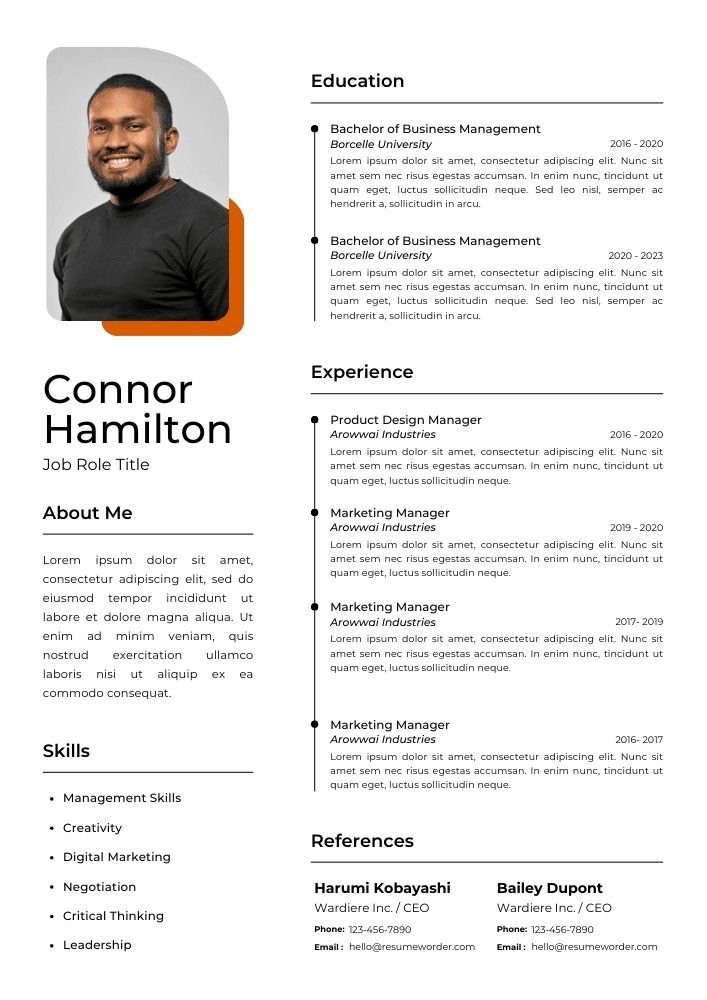 Connor
Hamilton
Job Role Title
About Me
Lorem ipsum dolor sit amet,
consectetur adipiscing elit, sed do
eiusmod tempor incididunt ut
labore et dolore magna aliqua. Ut
enim ad minim veniam, quis
nostrud exercitation ullamco
laboris nisi ut aliquip ex ea
commodo consequat.
Skills
• Management Skills
• Creativity
• Digital Marketing
• Negotiation
• Critical Thinking
• Leadership
Education
Bachelor of Business Management
Borcelle University 2016 - 2020
Lorem ipsum dolor sit amet, consectetur adipiscing elit. Nunc sit
amet sem nec risus egestas accumsan. In enim nunc, tincidunt ut
quam eget, luctus sollicitudin neque. Sed leo nisl, semper ac
hendrerit a, sollicitudin in arcu.
Bachelor of Business Management
Borcelle University 2020 - 2023
Lorem ipsum dolor sit amet, consectetur adipiscing elit. Nunc sit
amet sem nec risus egestas accumsan. In enim nunc, tincidunt ut
quam eget, luctus sollicitudin neque. Sed leo nisl, semper ac
hendrerit a, sollicitudin in arcu.
Experience
Product Design Manager
Arowwai Industries 2016 - 2020
Lorem ipsum dolor sit amet, consectetur adipiscing elit. Nunc sit
amet sem nec risus egestas accumsan. In enim nunc, tincidunt ut
quam eget, luctus sollicitudin neque.
Marketing Manager
Arowwai Industries 2019 - 2020
Lorem ipsum dolor sit amet, consectetur adipiscing elit. Nunc sit
amet sem nec risus egestas accumsan. In enim nunc, tincidunt ut
quam eget, luctus sollicitudin neque.
Marketing Manager
Arowwai Industries 2017- 2019
Lorem ipsum dolor sit amet, consectetur adipiscing elit. Nunc sit
amet sem nec risus egestas accumsan. In enim nunc, tincidunt ut
quam eget, luctus sollicitudin neque.
Marketing Manager
Arowwai Industries 2016- 2017
Lorem ipsum dolor sit amet, consectetur adipiscing elit. Nunc sit
amet sem nec risus egestas accumsan. In enim nunc, tincidunt ut
quam eget, luctus sollicitudin neque.
References
Harumi Kobayashi
Wardiere Inc. / CEO
Phone: 123-456-7890
Email : hello@resumeworder.com
Bailey Dupont
Wardiere Inc. / CEO
Phone: 123-456-7890
Email : hello@resumeworder.com